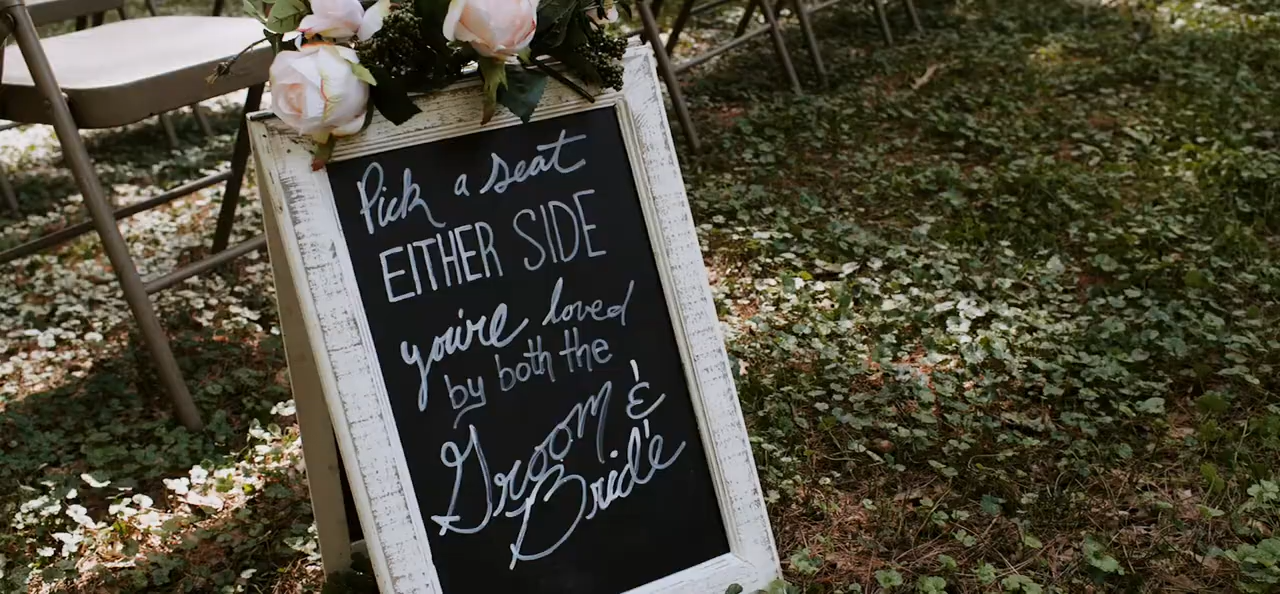 Pick a seat
EITHER SIDE
you're loved
by both the
Groom &
Bride